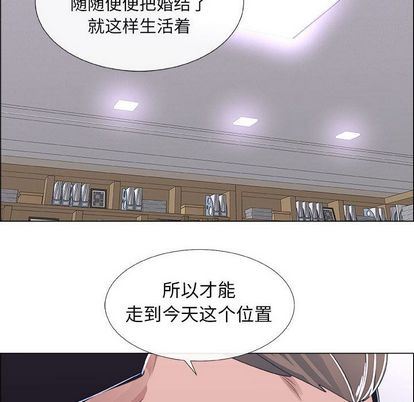 随随便便把婚结了
就这样生活着
所以才能
走到今天这个位置